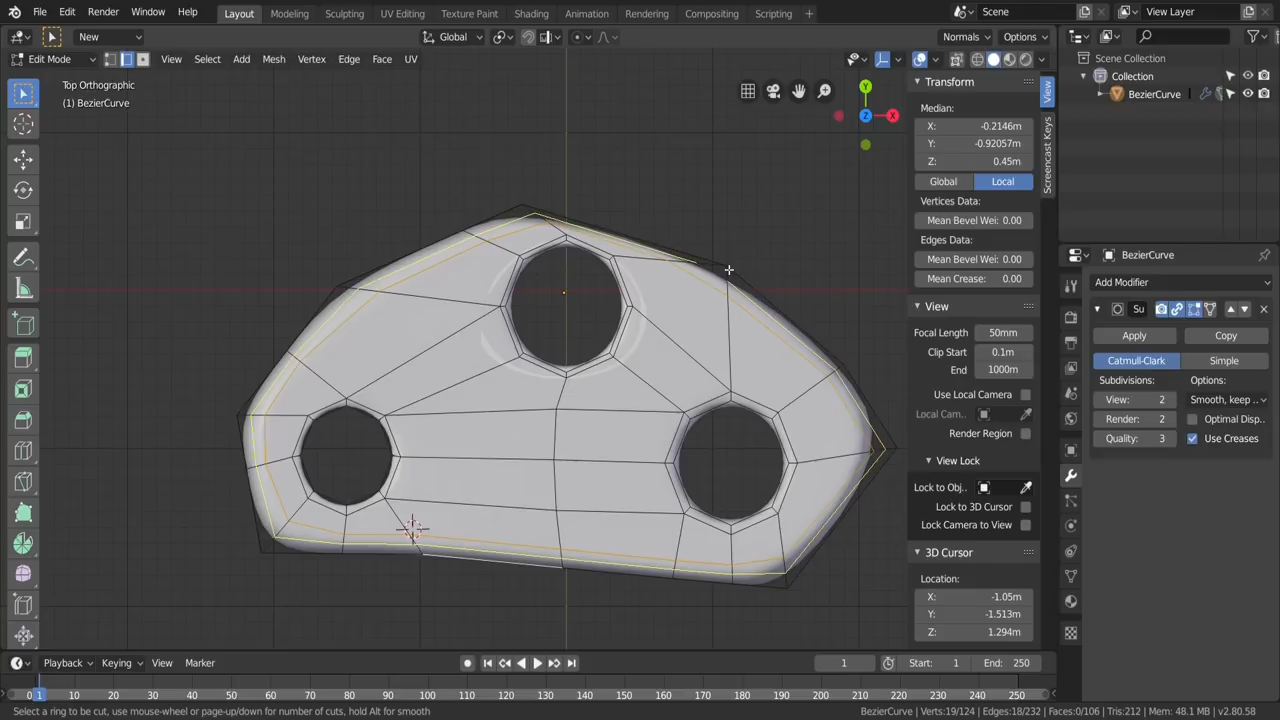 File Edit Render Window Help Layout Modeling Sculpting UV Editing Texture Paint Shading Animation Rendering Compositing Scripting + Scene View Layer
New Global Normals Options
Edit Mode View Select Add Mesh Vertex Edge Face UV
Top Orthographic
(1) BezierCurve
Y
Z
X
Transform
Median:
X: -0.2146m
Y: -0.92057m
Z: 0.45m
Global Local
Vertices Data:
Mean Bevel Wei: 0.00
Edges Data:
Mean Bevel Wei: 0.00
Mean Crease: 0.00
View
Focal Length 50mm
Clip Start 0.1m
End 1000m
Use Local Camera
Local Cam..
Render Region
View Lock
Lock to Obj..
Lock to 3D Cursor
Lock Camera to View
3D Cursor
Location:
X: -1.05m
Y: -1.513m
Z: 1.294m
View
Screencast Keys
Scene Collection
Collection
BezierCurve
BezierCurve
Add Modifier
Su
Apply Copy
Catmull-Clark Simple
Subdivisions: Options:
View: 2 Smooth, keep ..
Render: 2 Optimal Disp..
Quality: 3 Use Creases
Playback Keying View Marker 1 Start: 1 End: 250
0 1 10 20 30 40 50 60 70 80 90 100 110 120 130 140 150 160 170 180 190 200 210 220 230 240 250
Select a ring to be cut, use mouse-wheel or page-up/down for number of cuts, hold Alt for smooth BezierCurve | Verts:19/124 | Edges:18/232 | Faces:0/106 | Tris:212 | Mem: 48.1 MB | v2.80.58